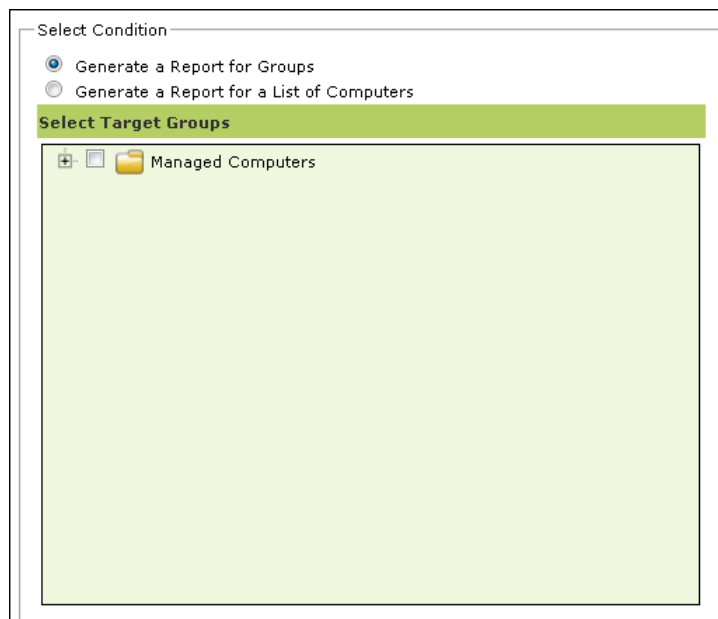 Select Condition
Generate a Report for Groups
Generate a Report for a List of Computers
Select Target Groups
Managed Computers